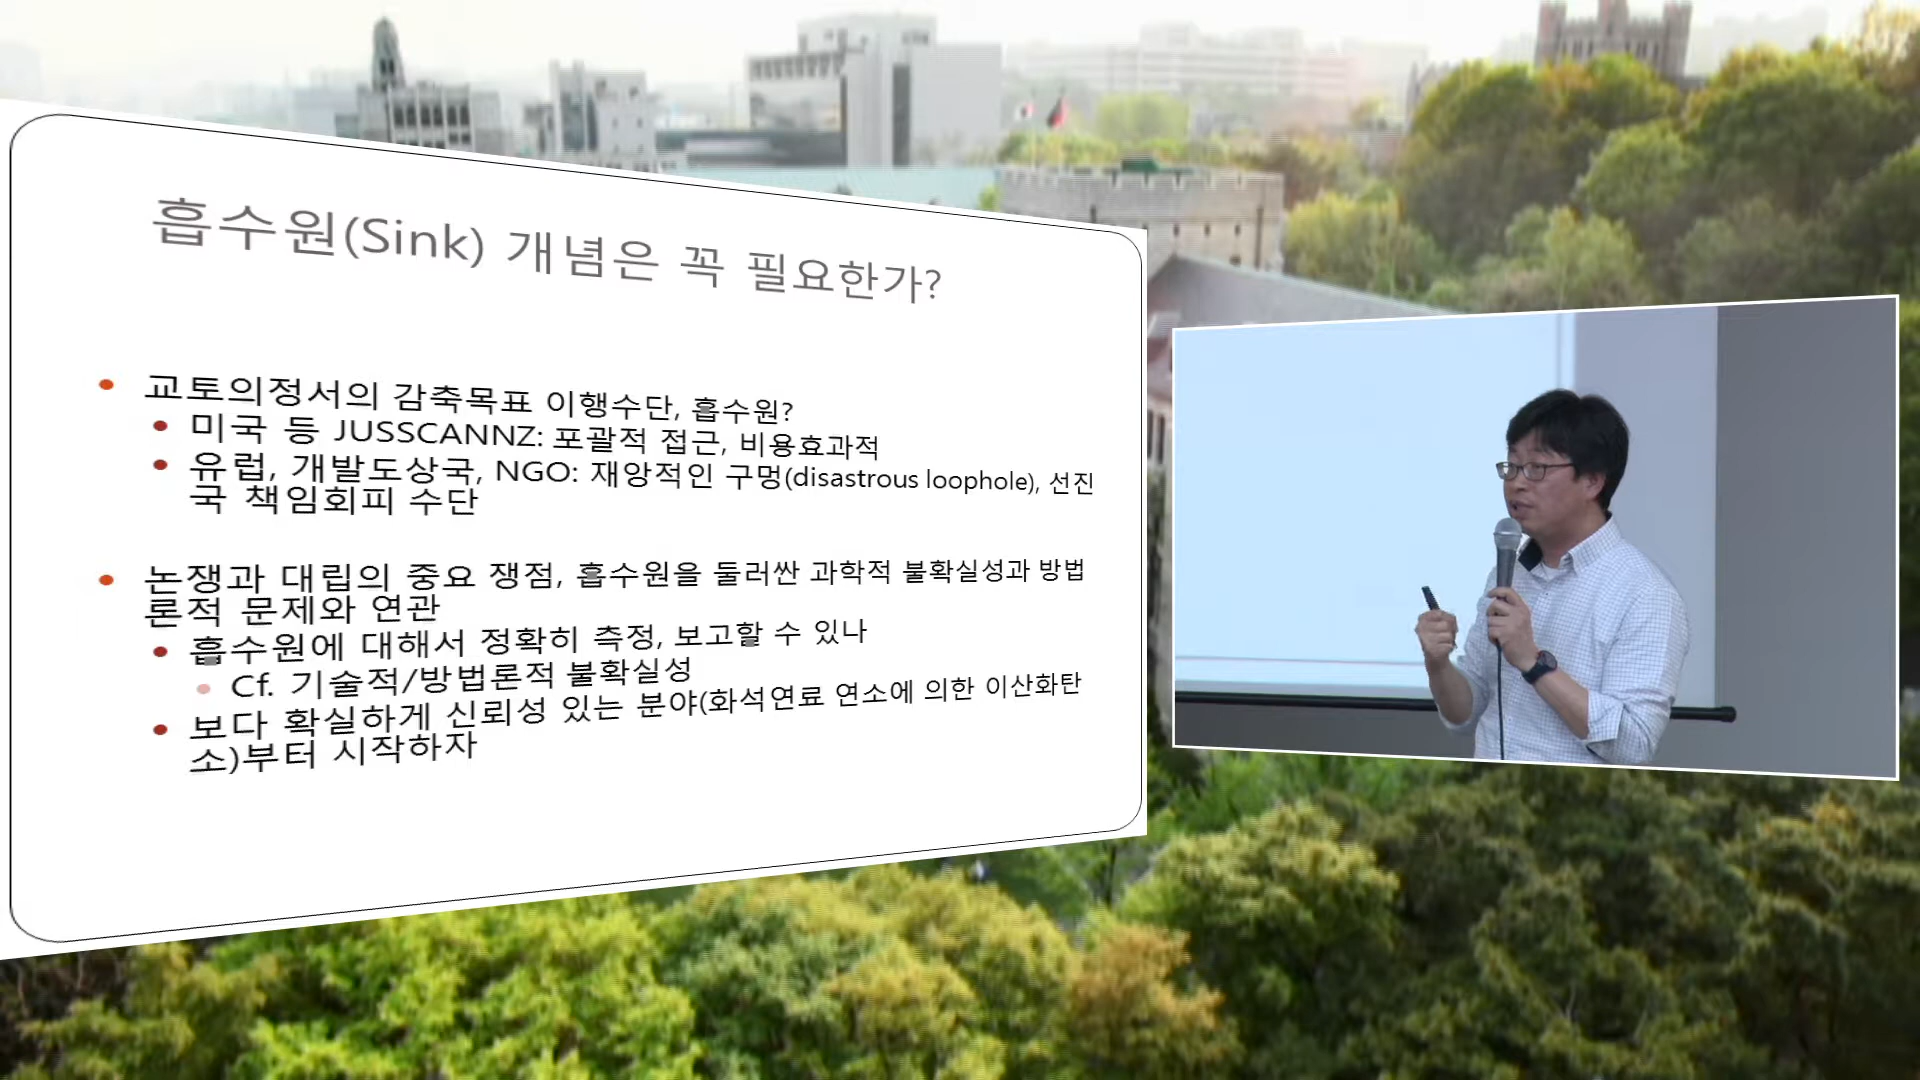 흡수원(Sink) 개념은 꼭 필요한가?
교토의정서의 감축목표 이행수단, 흡수원?
미국 등 JUSSCANNZ: 포괄적 접근, 비용효과적
유럽, 개발도상국, NGO: 재앙적인 구멍(disastrous loophole), 선진
국 책임회피 수단
논쟁과 대립의 중요 쟁점, 흡수원을 둘러싼 과학적 불확실성과 방법
론적 문제와 연관
흡수원에 대해서 정확히 측정, 보고할 수 있나
Cf. 기술적/방법론적 불확실성
보다 확실하게 신뢰성 있는 분야(화석연료 연소에 의한 이산화탄
소)부터 시작하자